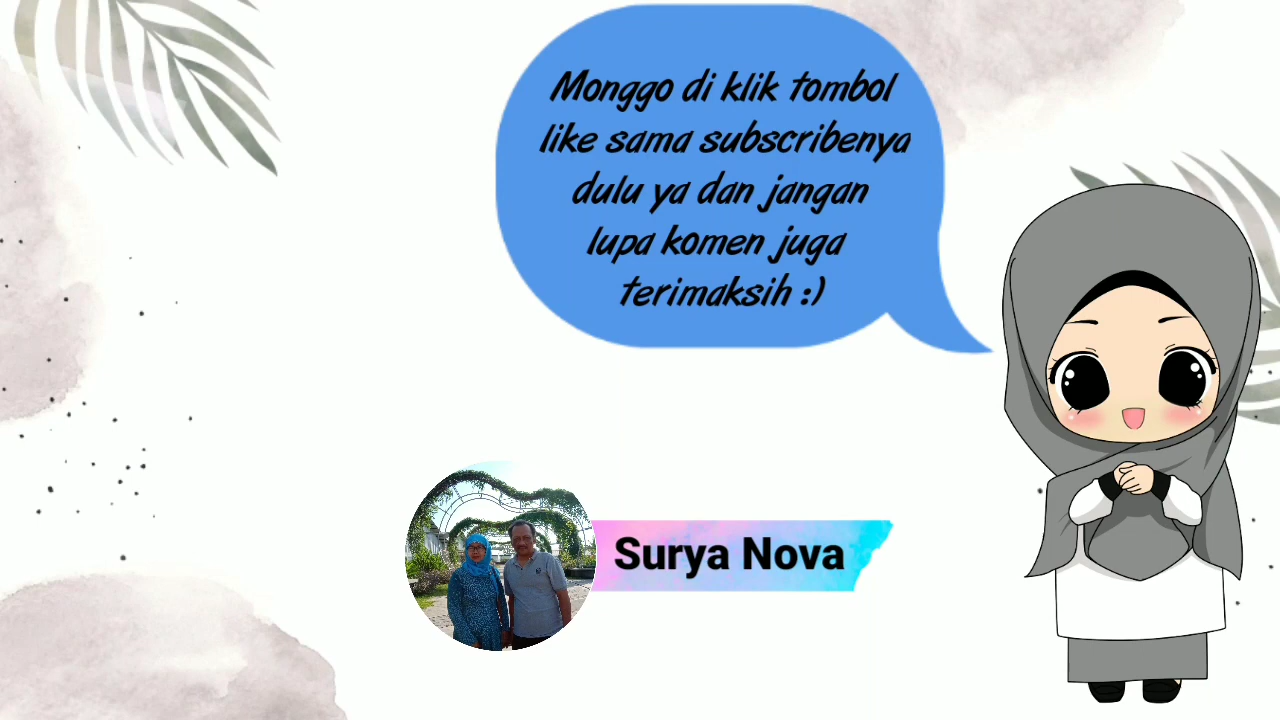 Monggo di klik tombol
like sama subscribenya
dulu ya dan jangan
lupa komen juga
terimaksih :)
Surya Nova